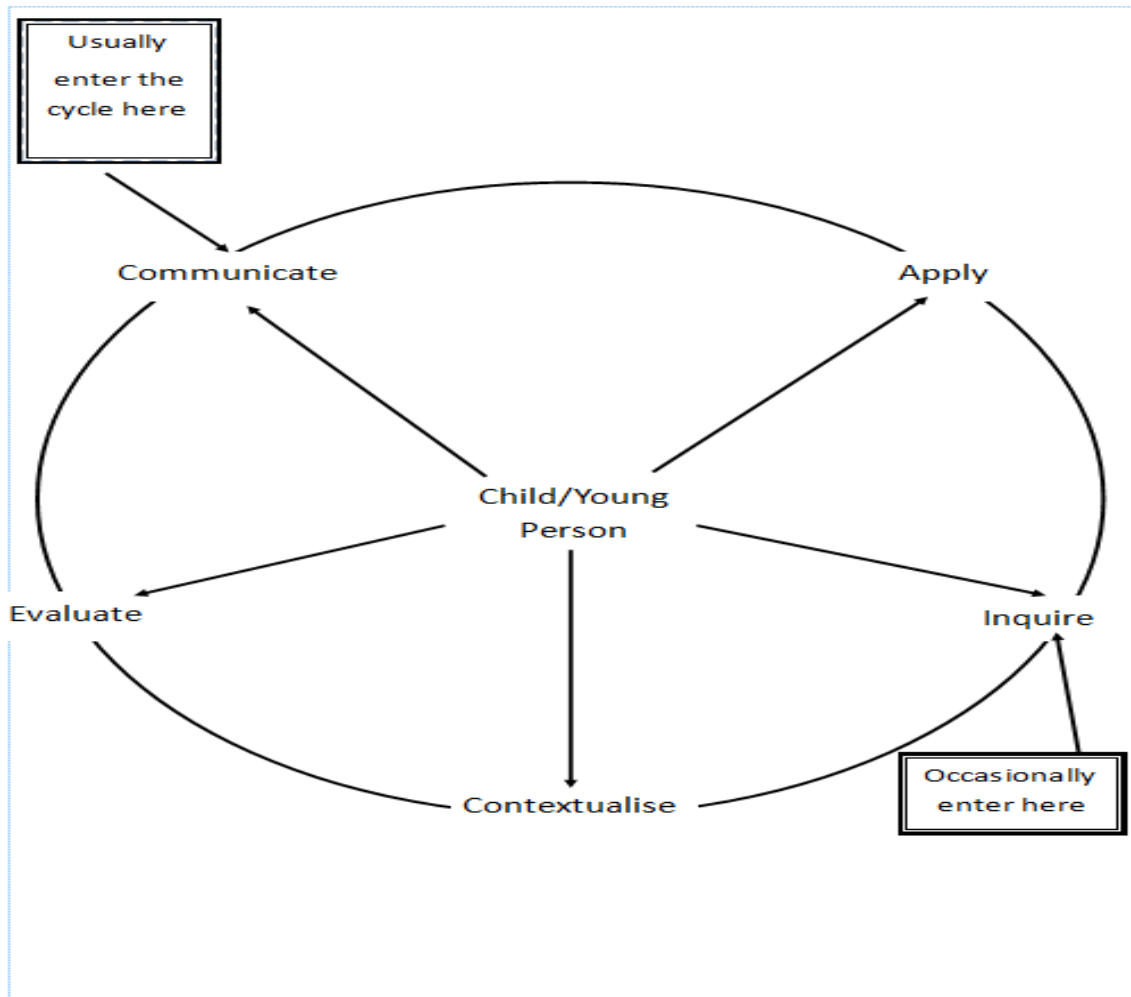 Usually
enter the
cycle here
Communicate
Apply
Child/Young
Person
Evaluate
Inquire
Contextualise
Occasionally
enter here